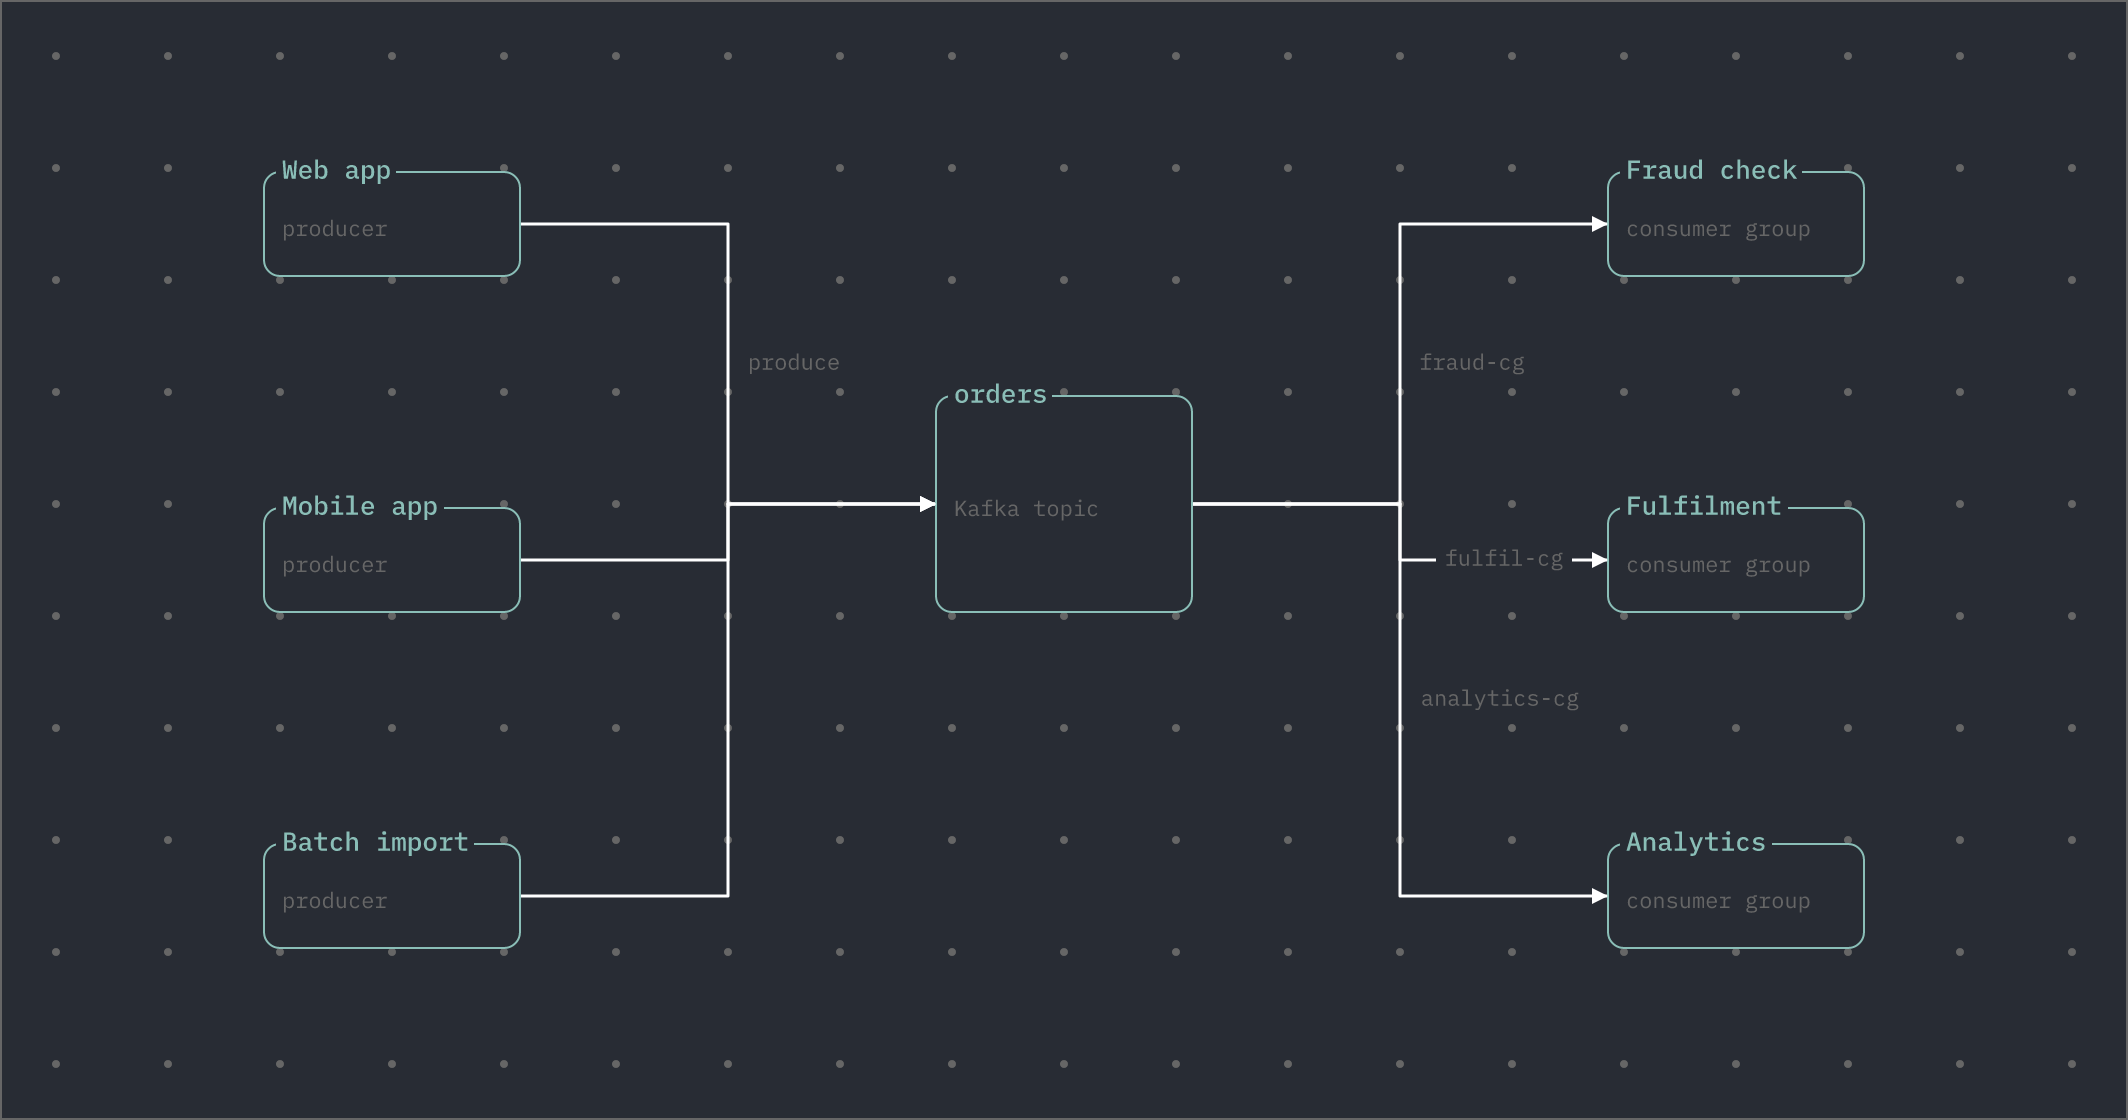 Web app
producer
Mobile app
producer
Batch import
producer
produce
orders
Kafka topic
fraud-cg
fulfil-cg
analytics-cg
Fraud check
consumer group
Fulfilment
consumer group
Analytics
consumer group